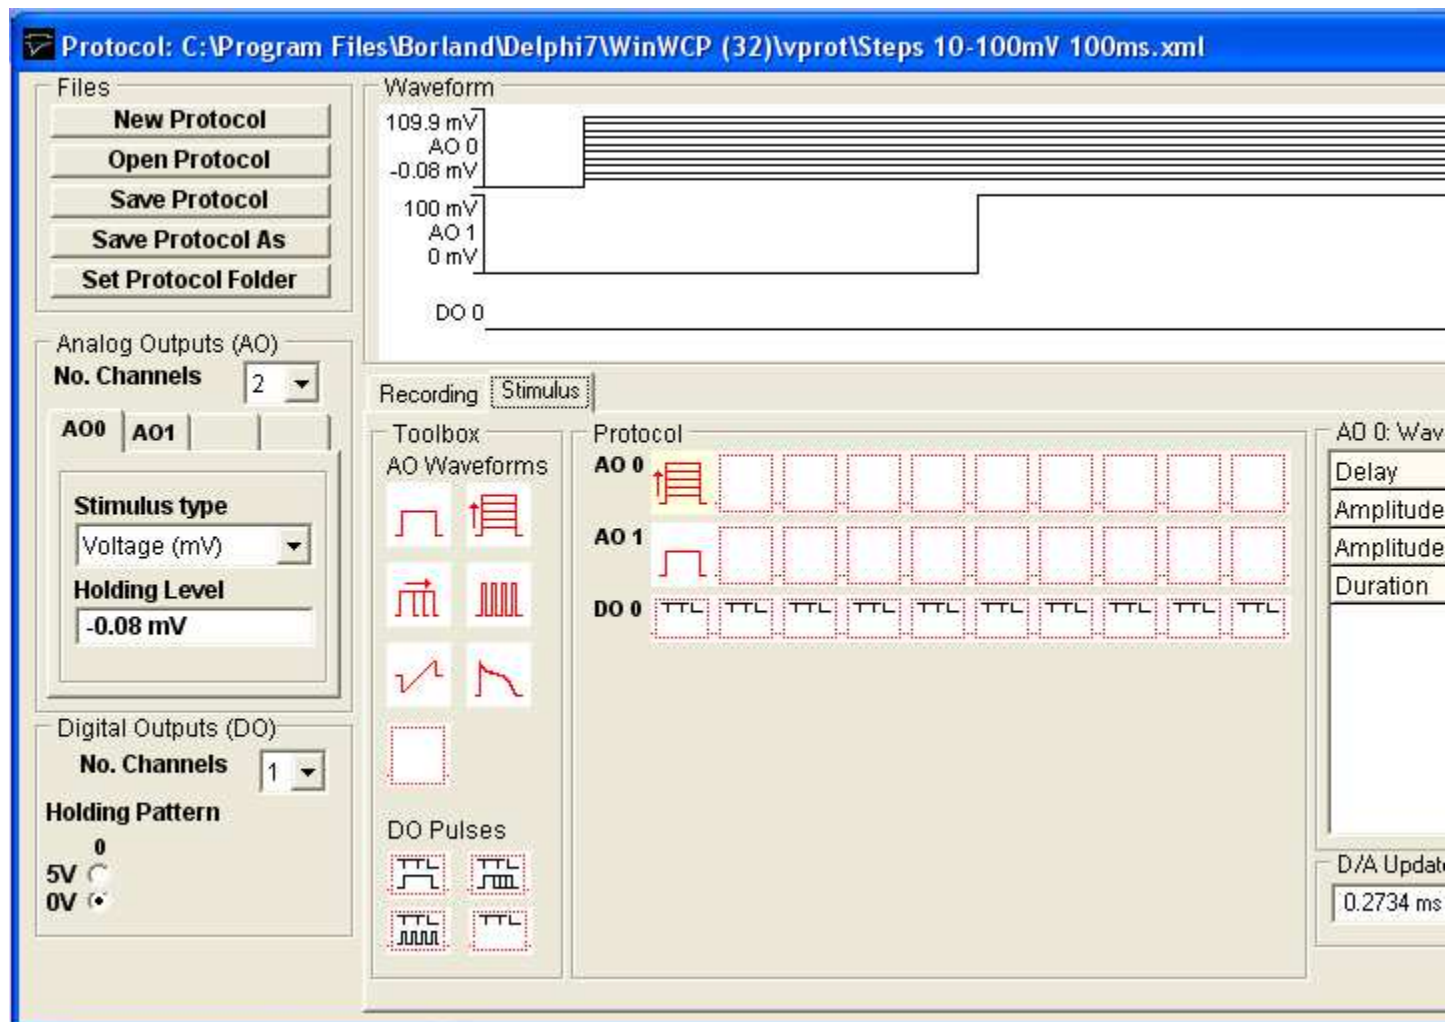 Protocol: C:\Program Files\Borland\Delphi7\WinWCP (32)\vprot\Steps 10-100mV 100ms.xml
Files
New Protocol
Open Protocol
Save Protocol
Save Protocol As
Set Protocol Folder
Waveform
109.9 mV
AO 0
-0.08 mV
100 mV
AO 1
0 mV
DO 0
Analog Outputs (AO)
No. Channels 2
AO0 AO1
Stimulus type
Voltage (mV)
Holding Level
-0.08 mV
Digital Outputs (DO)
No. Channels 1
Holding Pattern
0
5V
0V
Recording Stimulus
Toolbox
AO Waveforms
DO Pulses
TTL TTL
TTL TTL
Protocol
AO 0
AO 1
DO 0 TTL TTL TTL TTL TTL TTL TTL TTL TTL TTL
AO 0: Wav
Delay
Amplitude
Amplitude
Duration
D/A Update
0.2734 ms